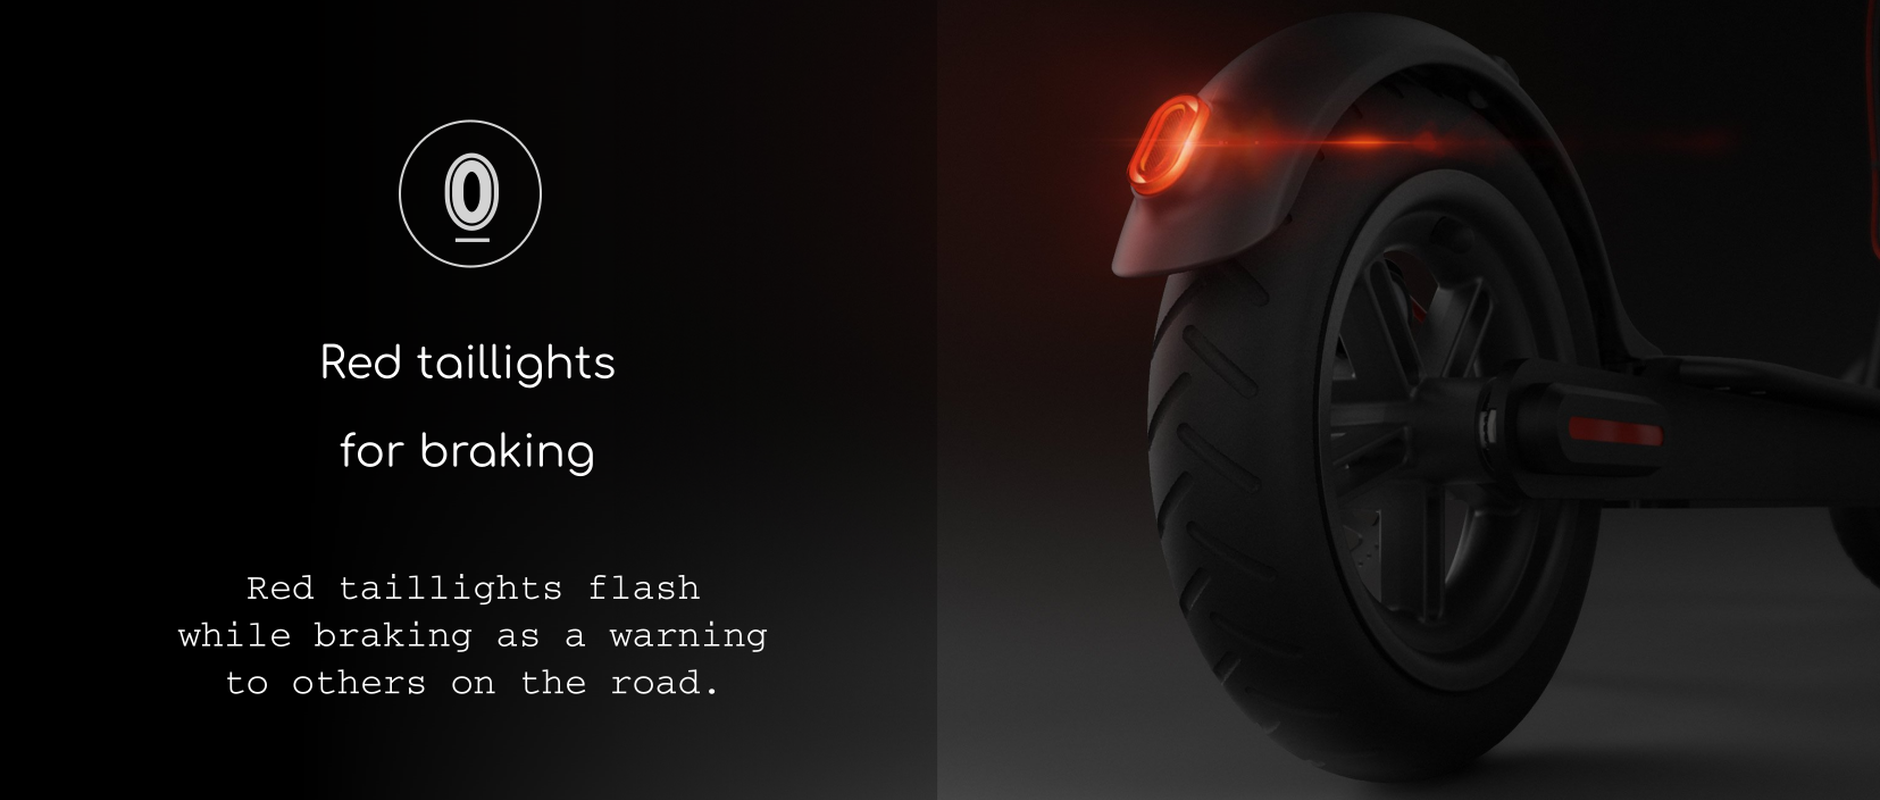 Red taillights
for braking
Red taillights flash
while braking as a warning
to others on the road.